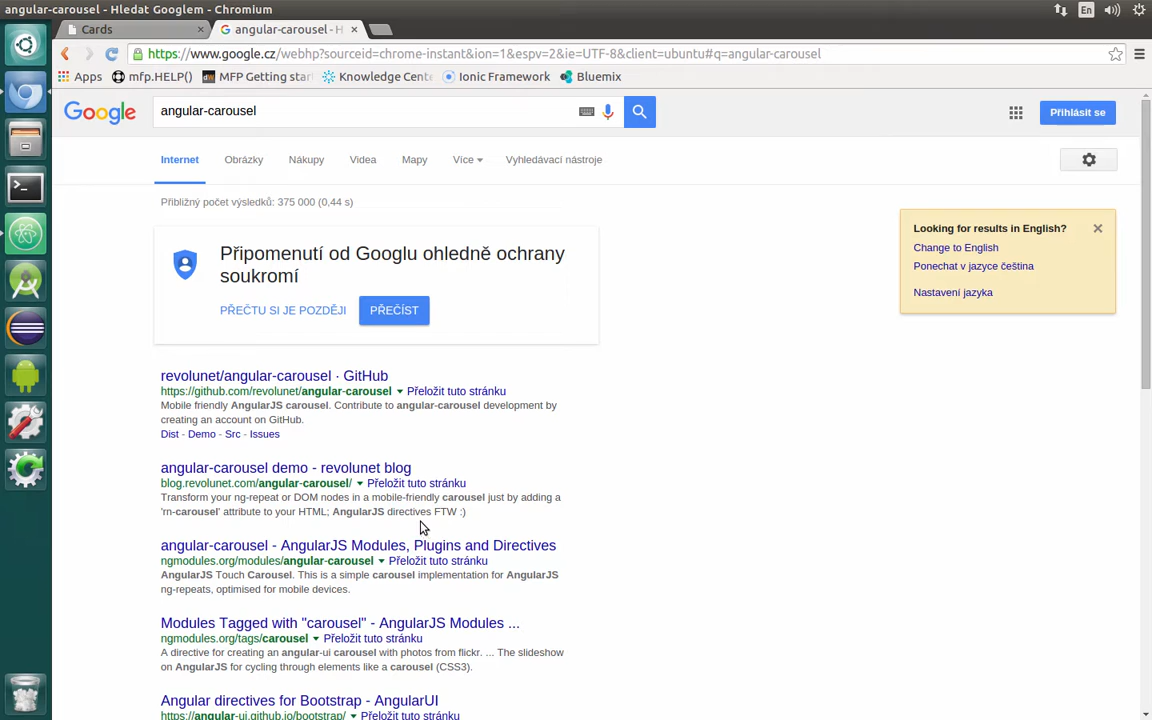 angular-carousel - Hledat Googlem - Chromium
En
Cards
angular-carousel - H
https://www.google.cz/webhp?sourceid=chrome-instant&ion=1&espv=2&ie=UTF-8&client=ubuntu#q=angular-carousel
Apps
mfp.HELP()
MFP Getting star
Knowledge Cente
Ionic Framework
Bluemix
Google
angular-carousel
Přihlásit se
Internet
Obrázky
Nákupy
Videa
Mapy
Více
Vyhledávací nástroje
Přibližný počet výsledků: 375 000 (0,44 s)
Připomenutí od Googlu ohledně ochrany
soukromí
PŘEČTU SI JE POZDĚJI
PŘEČÍST
Looking for results in English?
Change to English
Ponechat v jazyce čeština
Nastavení jazyka
revolunet/angular-carousel · GitHub
https://github.com/revolunet/angular-carousel Přeložit tuto stránku
Mobile friendly AngularJS carousel. Contribute to angular-carousel development by
creating an account on GitHub.
Dist - Demo - Src - Issues
angular-carousel demo - revolunet blog
blog.revolunet.com/angular-carousel/ Přeložit tuto stránku
Transform your ng-repeat or DOM nodes in a mobile-friendly carousel just by adding a
'rn-carousel' attribute to your HTML; AngularJS directives FTW :)
angular-carousel - AngularJS Modules, Plugins and Directives
ngmodules.org/modules/angular-carousel Přeložit tuto stránku
AngularJS Touch Carousel. This is a simple carousel implementation for AngularJS
ng-repeats, optimised for mobile devices.
Modules Tagged with "carousel" - AngularJS Modules ...
ngmodules.org/tags/carousel Přeložit tuto stránku
A directive for creating an angular-ui carousel with photos from flickr. ... The slideshow
on AngularJS for cycling through elements like a carousel (CSS3).
Angular directives for Bootstrap - AngularUI
https://angular-ui.github.io/bootstrap/ Přeložit tuto stránku